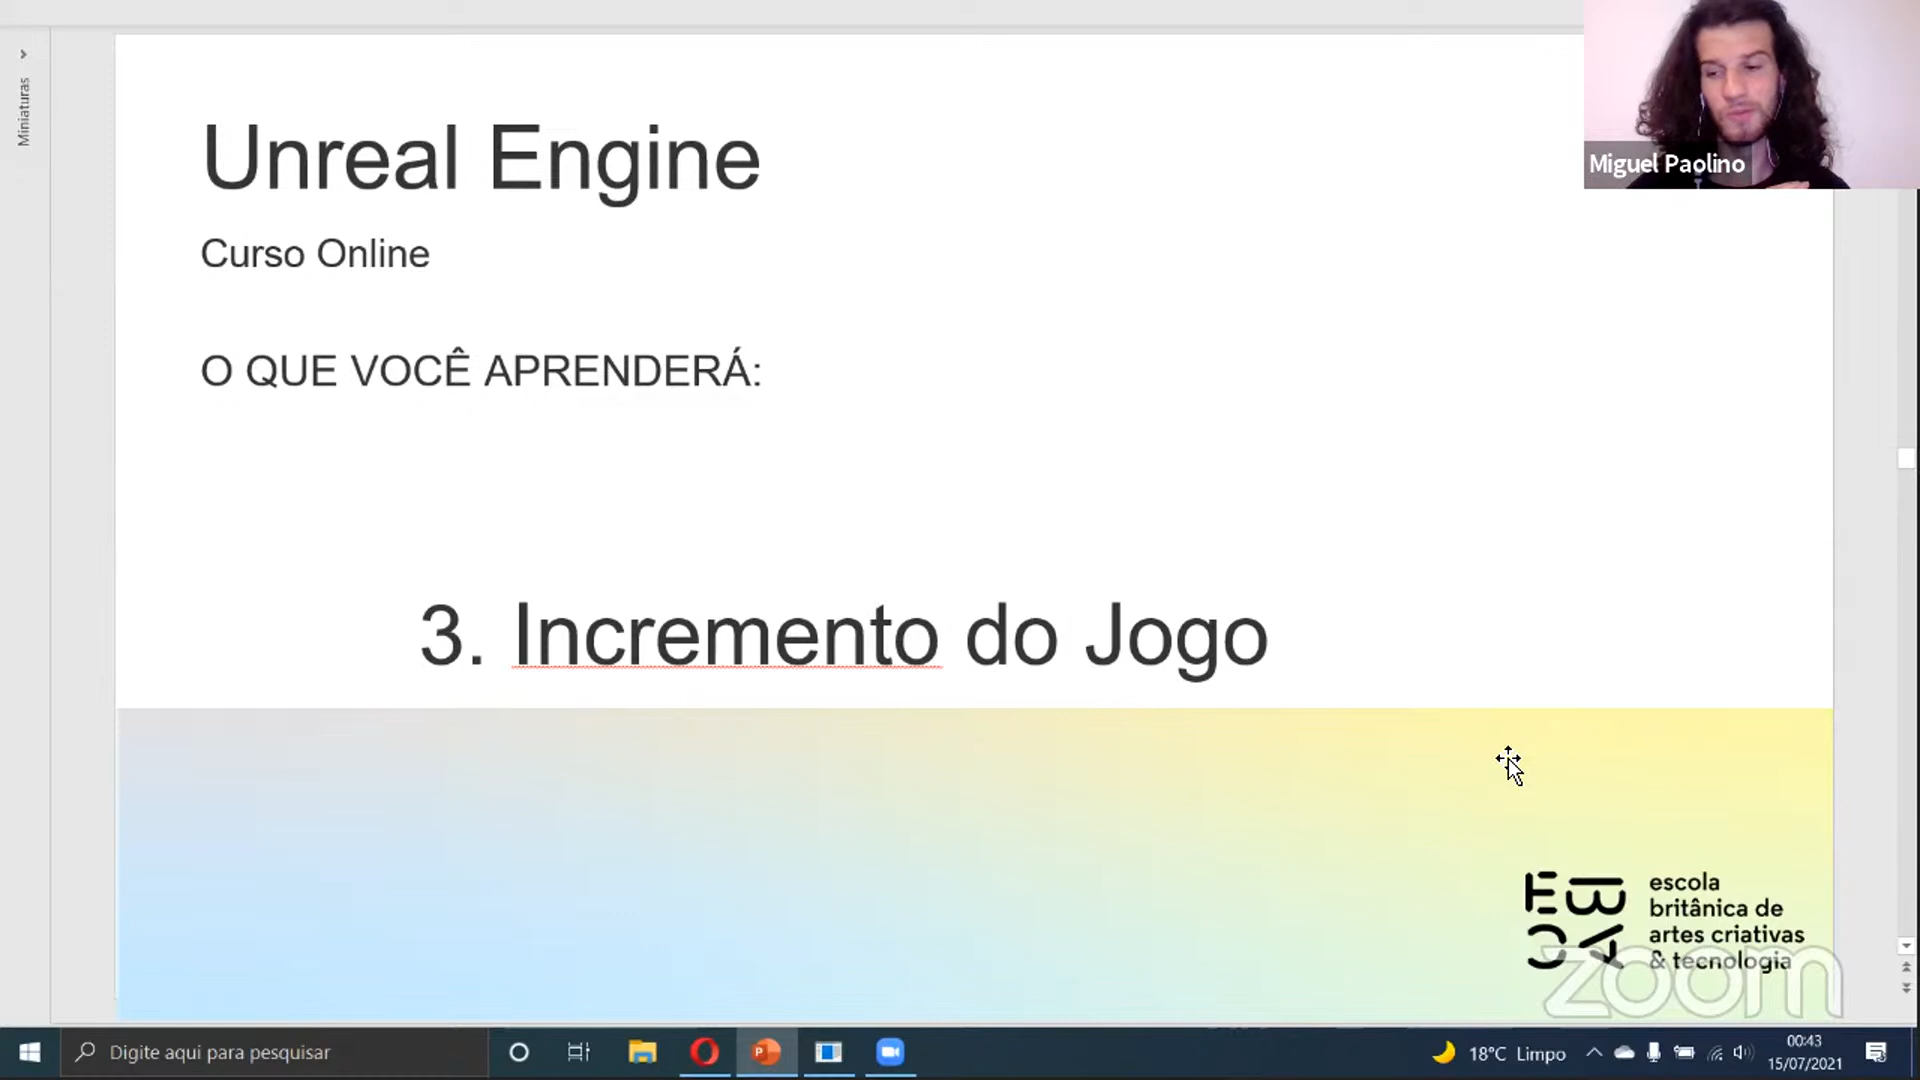 Miniaturas
Unreal Engine
Curso Online
O QUE VOCÊ APRENDERÁ:
3. Incremento do Jogo
Miguel Paolino
EBAC
escola
britânica de
artes criativas
& tecnologia
zoom
Digite aqui para pesquisar
18°C Limpo
00:43
15/07/2021